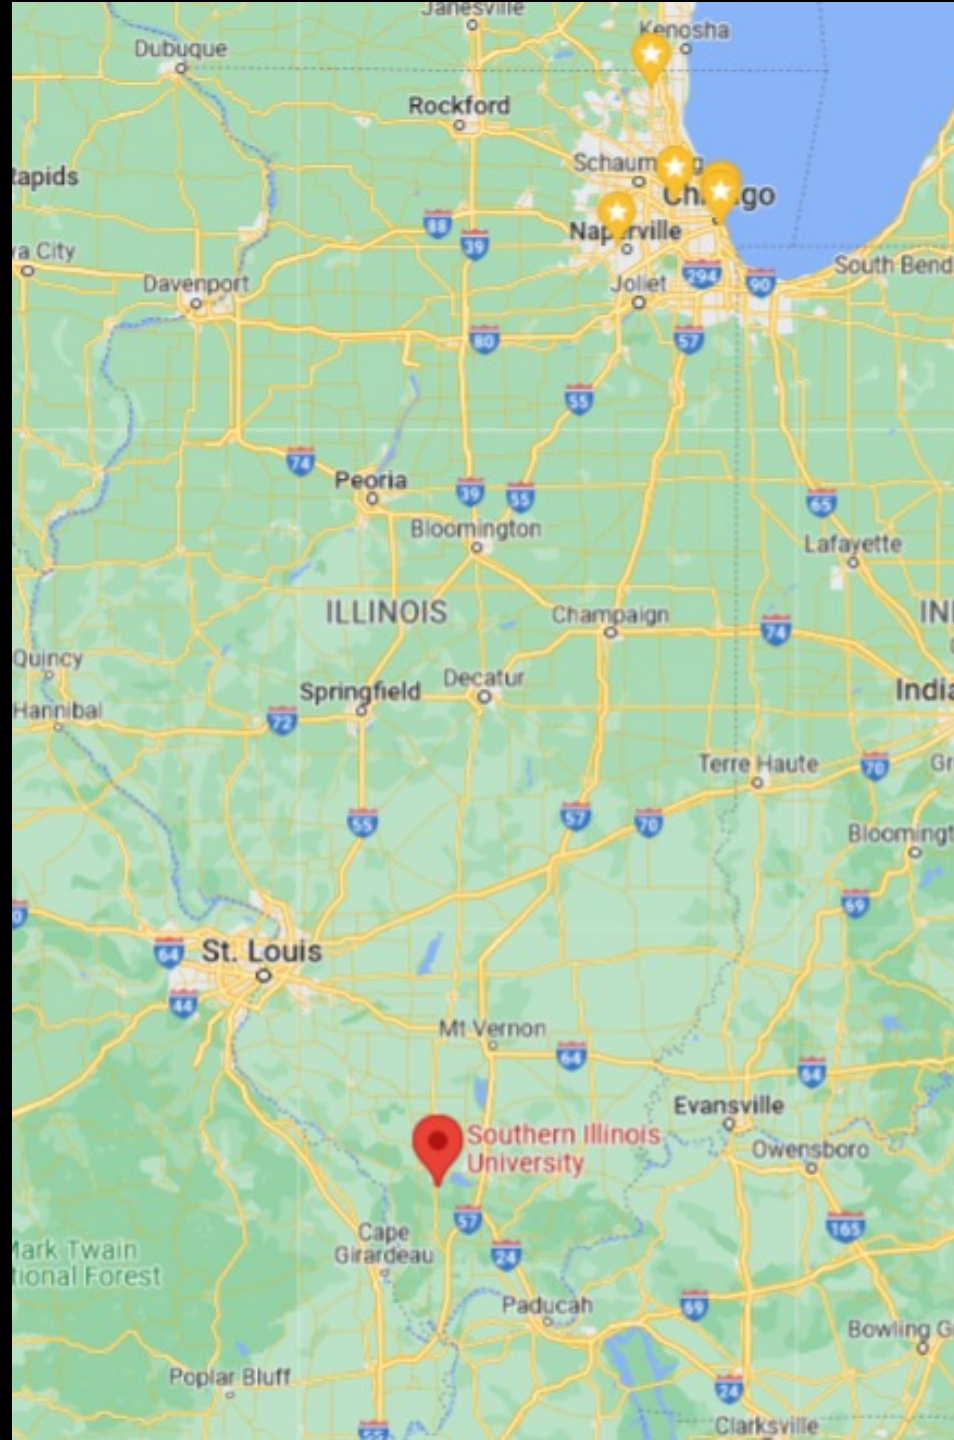 Janesville
Kenosha
Dubuque
Rockford
Schaum g
Chi go
Rapids
88
Nap rville
39
va City
294
90
South Bend
Davenport
Joliet
80
57
55
74
Peoria
39
55
65
Bloomington
Lafayette
ILLINOIS
Champaign
74
IN
Quincy
Decatur
Springfield
India
Hannibal
72
Terre Haute
70
Gr
55
57
70
Bloomingt
69
0
64
St. Louis
44
Mt Vernon
64
64
Evansville
Southern Illinois
University
Owensboro
57
165
Cape
Girardeau
24
Mark Twain
tional Forest
Paducah
69
Bowling G
Poplar Bluff
24
Clarksville
55